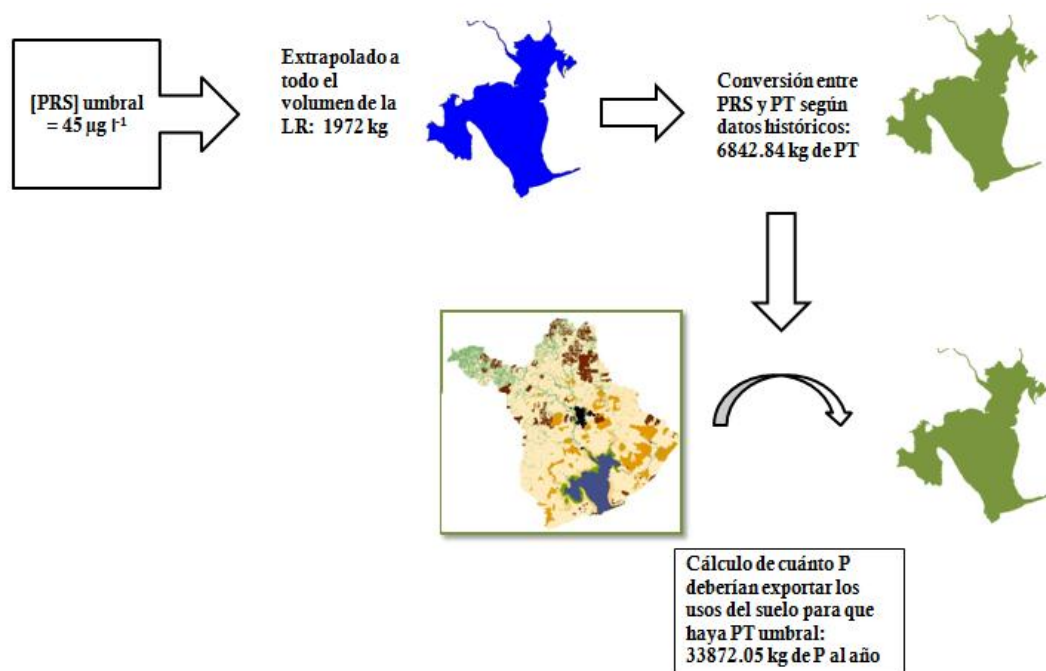 [PRS] umbral
= 45 µg l⁻¹
Extrapolado a
todo el
volumen de la
LR: 1972 kg
Conversión entre
PRS y PT según
datos históricos:
6842.84 kg de PT
Cálculo de cuánto P
deberían exportar los
usos del suelo para que
haya PT umbral:
33872.05 kg de P al año